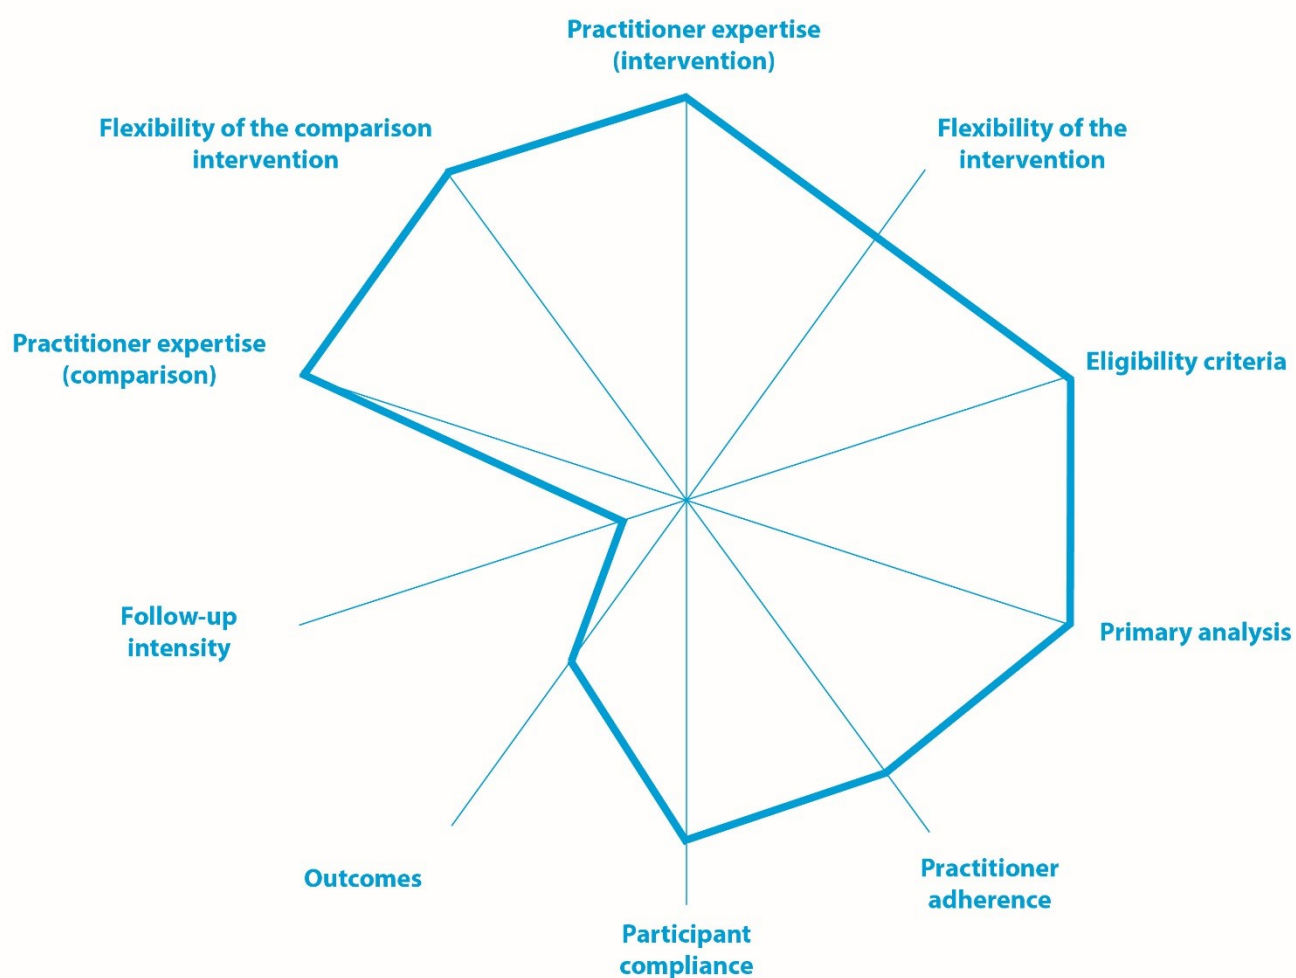 Practitioner expertise
(intervention)
Flexibility of the comparison
intervention
Flexibility of the
intervention
Practitioner expertise
(comparison)
Eligibility criteria
Follow-up
intensity
Primary analysis
Outcomes
Practitioner
adherence
Participant
compliance